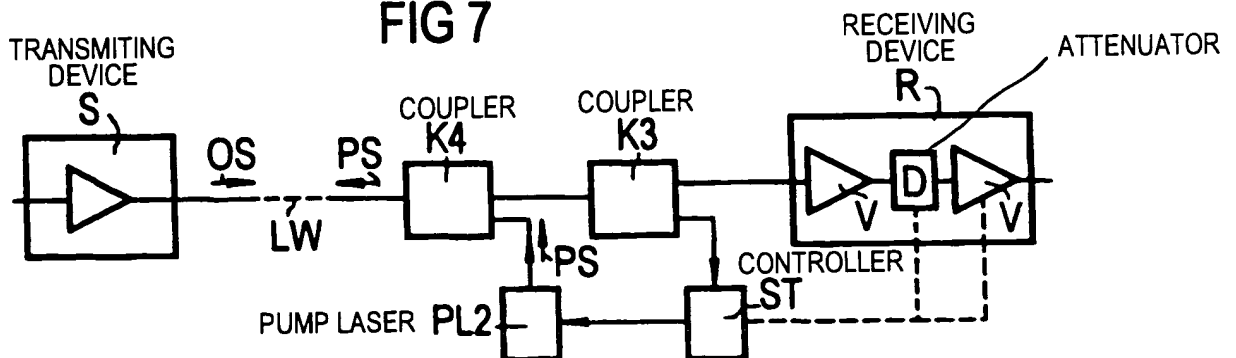 FIG 7
TRANSMITING
DEVICE
S
OS
PS
LW
COUPLER
K4
COUPLER
K3
RECEIVING
DEVICE
R
ATTENUATOR
V
D
V
PS
CONTROLLER
ST
PUMP LASER PL2